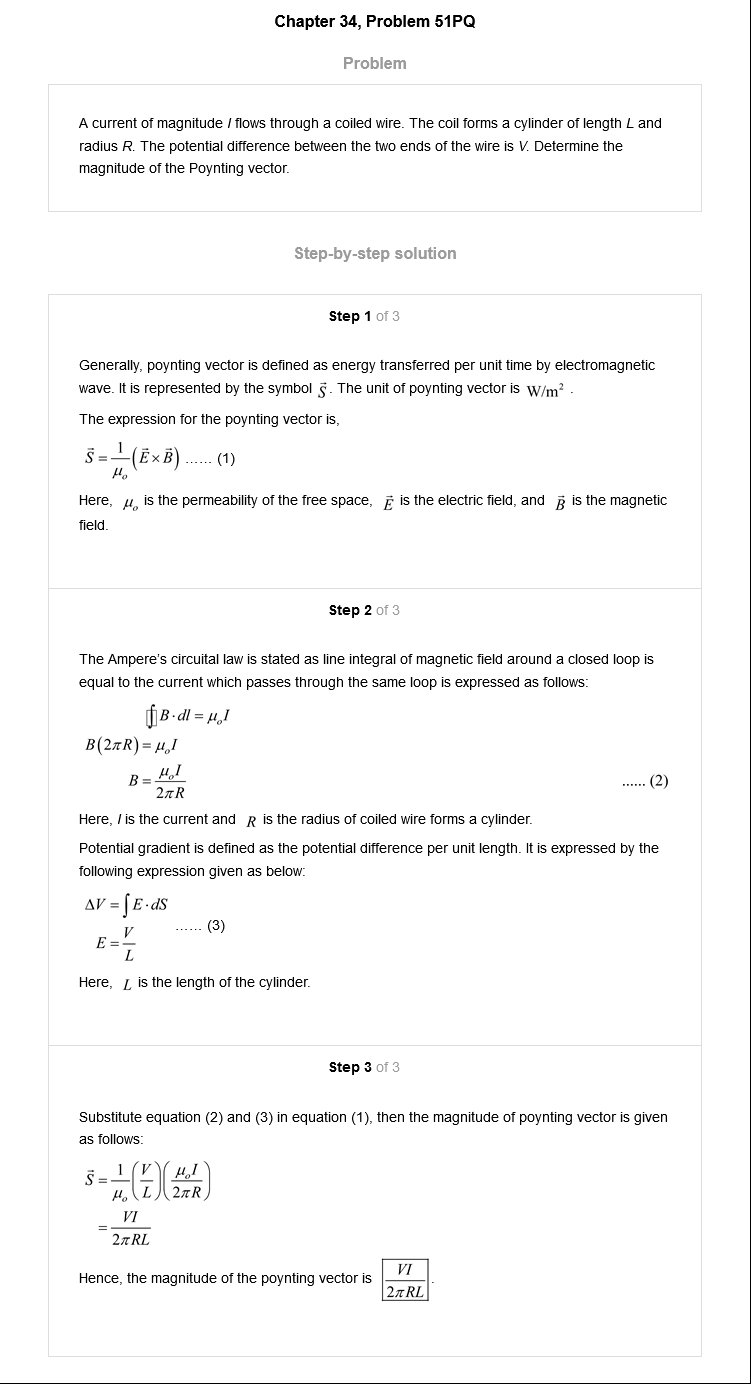 Chapter 34, Problem 51PQ
Problem
A current of magnitude I flows through a coiled wire. The coil forms a cylinder of length L and
radius R. The potential difference between the two ends of the wire is V. Determine the
magnitude of the Poynting vector.
Step-by-step solution
Step 1 of 3
Generally, poynting vector is defined as energy transferred per unit time by electromagnetic
wave. It is represented by the symbol $\vec{S}$. The unit of poynting vector is W/m² .
The expression for the poynting vector is,
$\vec{S} = \frac{1}{\mu_o}(\vec{E} \times \vec{B})$ ...... (1)
Here, $\mu_o$ is the permeability of the free space, $\vec{E}$ is the electric field, and $\vec{B}$ is the magnetic
field.
Step 2 of 3
The Ampere's circuital law is stated as line integral of magnetic field around a closed loop is
equal to the current which passes through the same loop is expressed as follows:
$\oiint B \cdot dl = \mu_o I$
$B(2\pi R) = \mu_o I$
$B = \frac{\mu_o I}{2\pi R}$ ...... (2)
Here, I is the current and R is the radius of coiled wire forms a cylinder.
Potential gradient is defined as the potential difference per unit length. It is expressed by the
following expression given as below:
$\Delta V = \int E \cdot dS$
$E = \frac{V}{L}$ ...... (3)
Here, L is the length of the cylinder.
Step 3 of 3
Substitute equation (2) and (3) in equation (1), then the magnitude of poynting vector is given
as follows:
$\vec{S} = \frac{1}{\mu_o}\left(\frac{V}{L}\right)\left(\frac{\mu_o I}{2\pi R}\right)$
$= \frac{VI}{2\pi RL}$
Hence, the magnitude of the poynting vector is $\boxed{\frac{VI}{2\pi RL}}$.